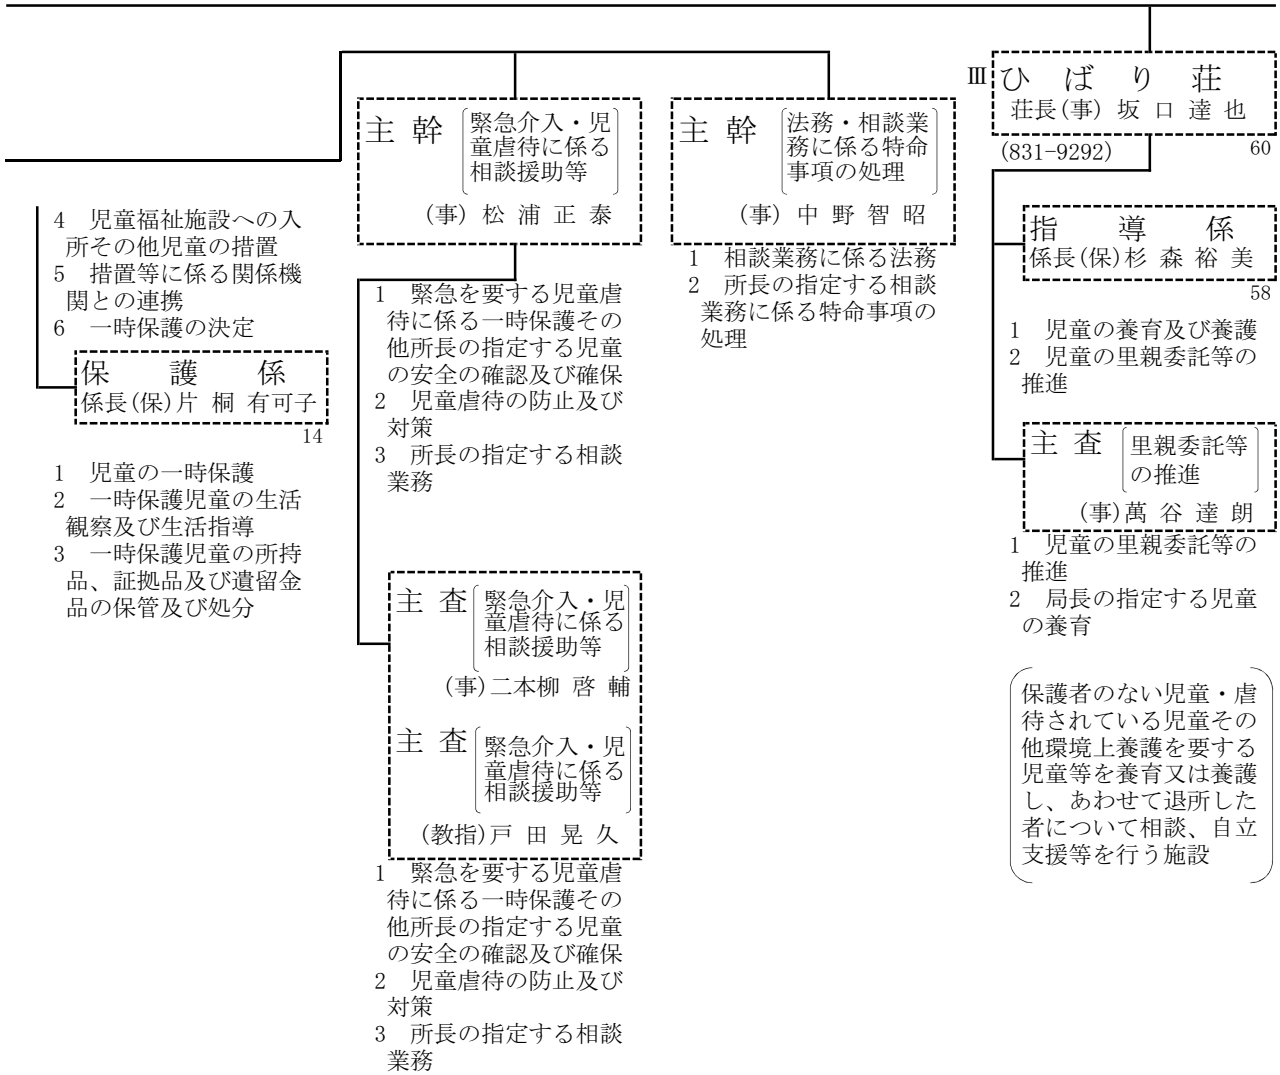 4 児童福祉施設への入
所その他児童の措置
5 措置等に係る関係機
関との連携
6 一時保護の決定
保護係
係長(保)片桐有可子
14
1 児童の一時保護
2 一時保護児童の生活
観察及び生活指導
3 一時保護児童の所持
品、証拠品及び遺留金
品の保管及び処分
主幹
緊急介入・児
童虐待に係る
相談援助等
(事)松浦正泰
1 緊急を要する児童虐
待に係る一時保護その
他所長の指定する児童
の安全の確認及び確保
2 児童虐待の防止及び
対策
3 所長の指定する相談
業務
主査
緊急介入・児
童虐待に係る
相談援助等
(事)二本柳啓輔
主査
緊急介入・児
童虐待に係る
相談援助等
(教指)戸田晃久
1 緊急を要する児童虐
待に係る一時保護その
他所長の指定する児童
の安全の確認及び確保
2 児童虐待の防止及び
対策
3 所長の指定する相談
業務
主幹
法務・相談業
務に係る特命
事項の処理
(事)中野智昭
1 相談業務に係る法務
2 所長の指定する相談
業務に係る特命事項の
処理
Ⅲ ひばり荘
荘長(事)坂口達也
(831-9292) 60
指導係
係長(保)杉森裕美
58
1 児童の養育及び養護
2 児童の里親委託等の
推進
主査
里親委託等
の推進
(事)萬谷達朗
1 児童の里親委託等の
推進
2 局長の指定する児童
の養育
保護者のない児童・虐
待されている児童その
他環境上養護を要する
児童等を養育又は養護
し、あわせて退所した
者について相談、自立
支援等を行う施設